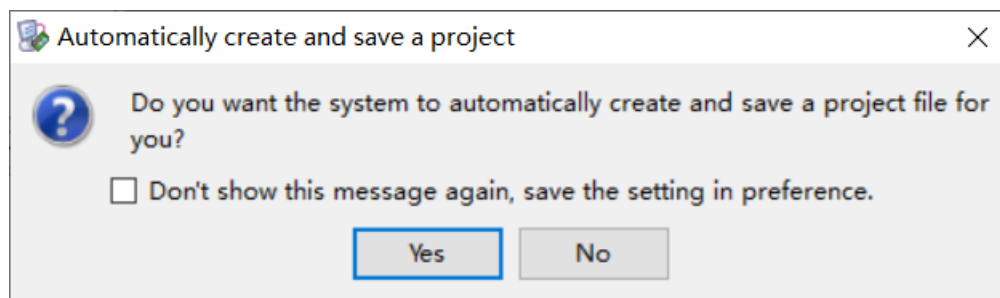 Automatically create and save a project
Do you want the system to automatically create and save a project file for
you?
Don't show this message again, save the setting in preference.
Yes No